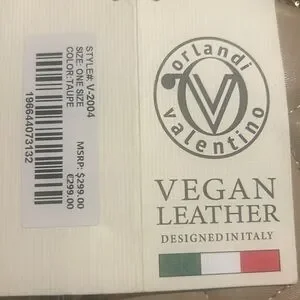 STYLE#: V-2004
SIZE: ONE SIZE
COLOR:TAUPE
MSRP: $299.00
€299.00
196644073132
orlandi
valentino
VEGAN
LEATHER
DESIGNED IN ITALY